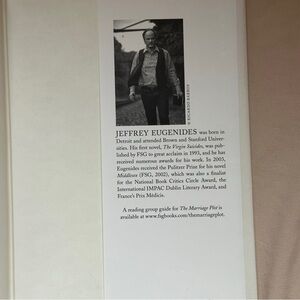 © RICARDO BARROS
JEFFREY EUGENIDES was born in
Detroit and attended Brown and Stanford Univer-
sities. His first novel, The Virgin Suicides, was pub-
lished by FSG to great acclaim in 1993, and he has
received numerous awards for his work. In 2003,
Eugenides received the Pulitzer Prize for his novel
Middlesex (FSG, 2002), which was also a finalist
for the National Book Critics Circle Award, the
International IMPAC Dublin Literary Award, and
France's Prix Médicis.
A reading group guide for The Marriage Plot is
available at www.fsgbooks.com/themarriageplot.